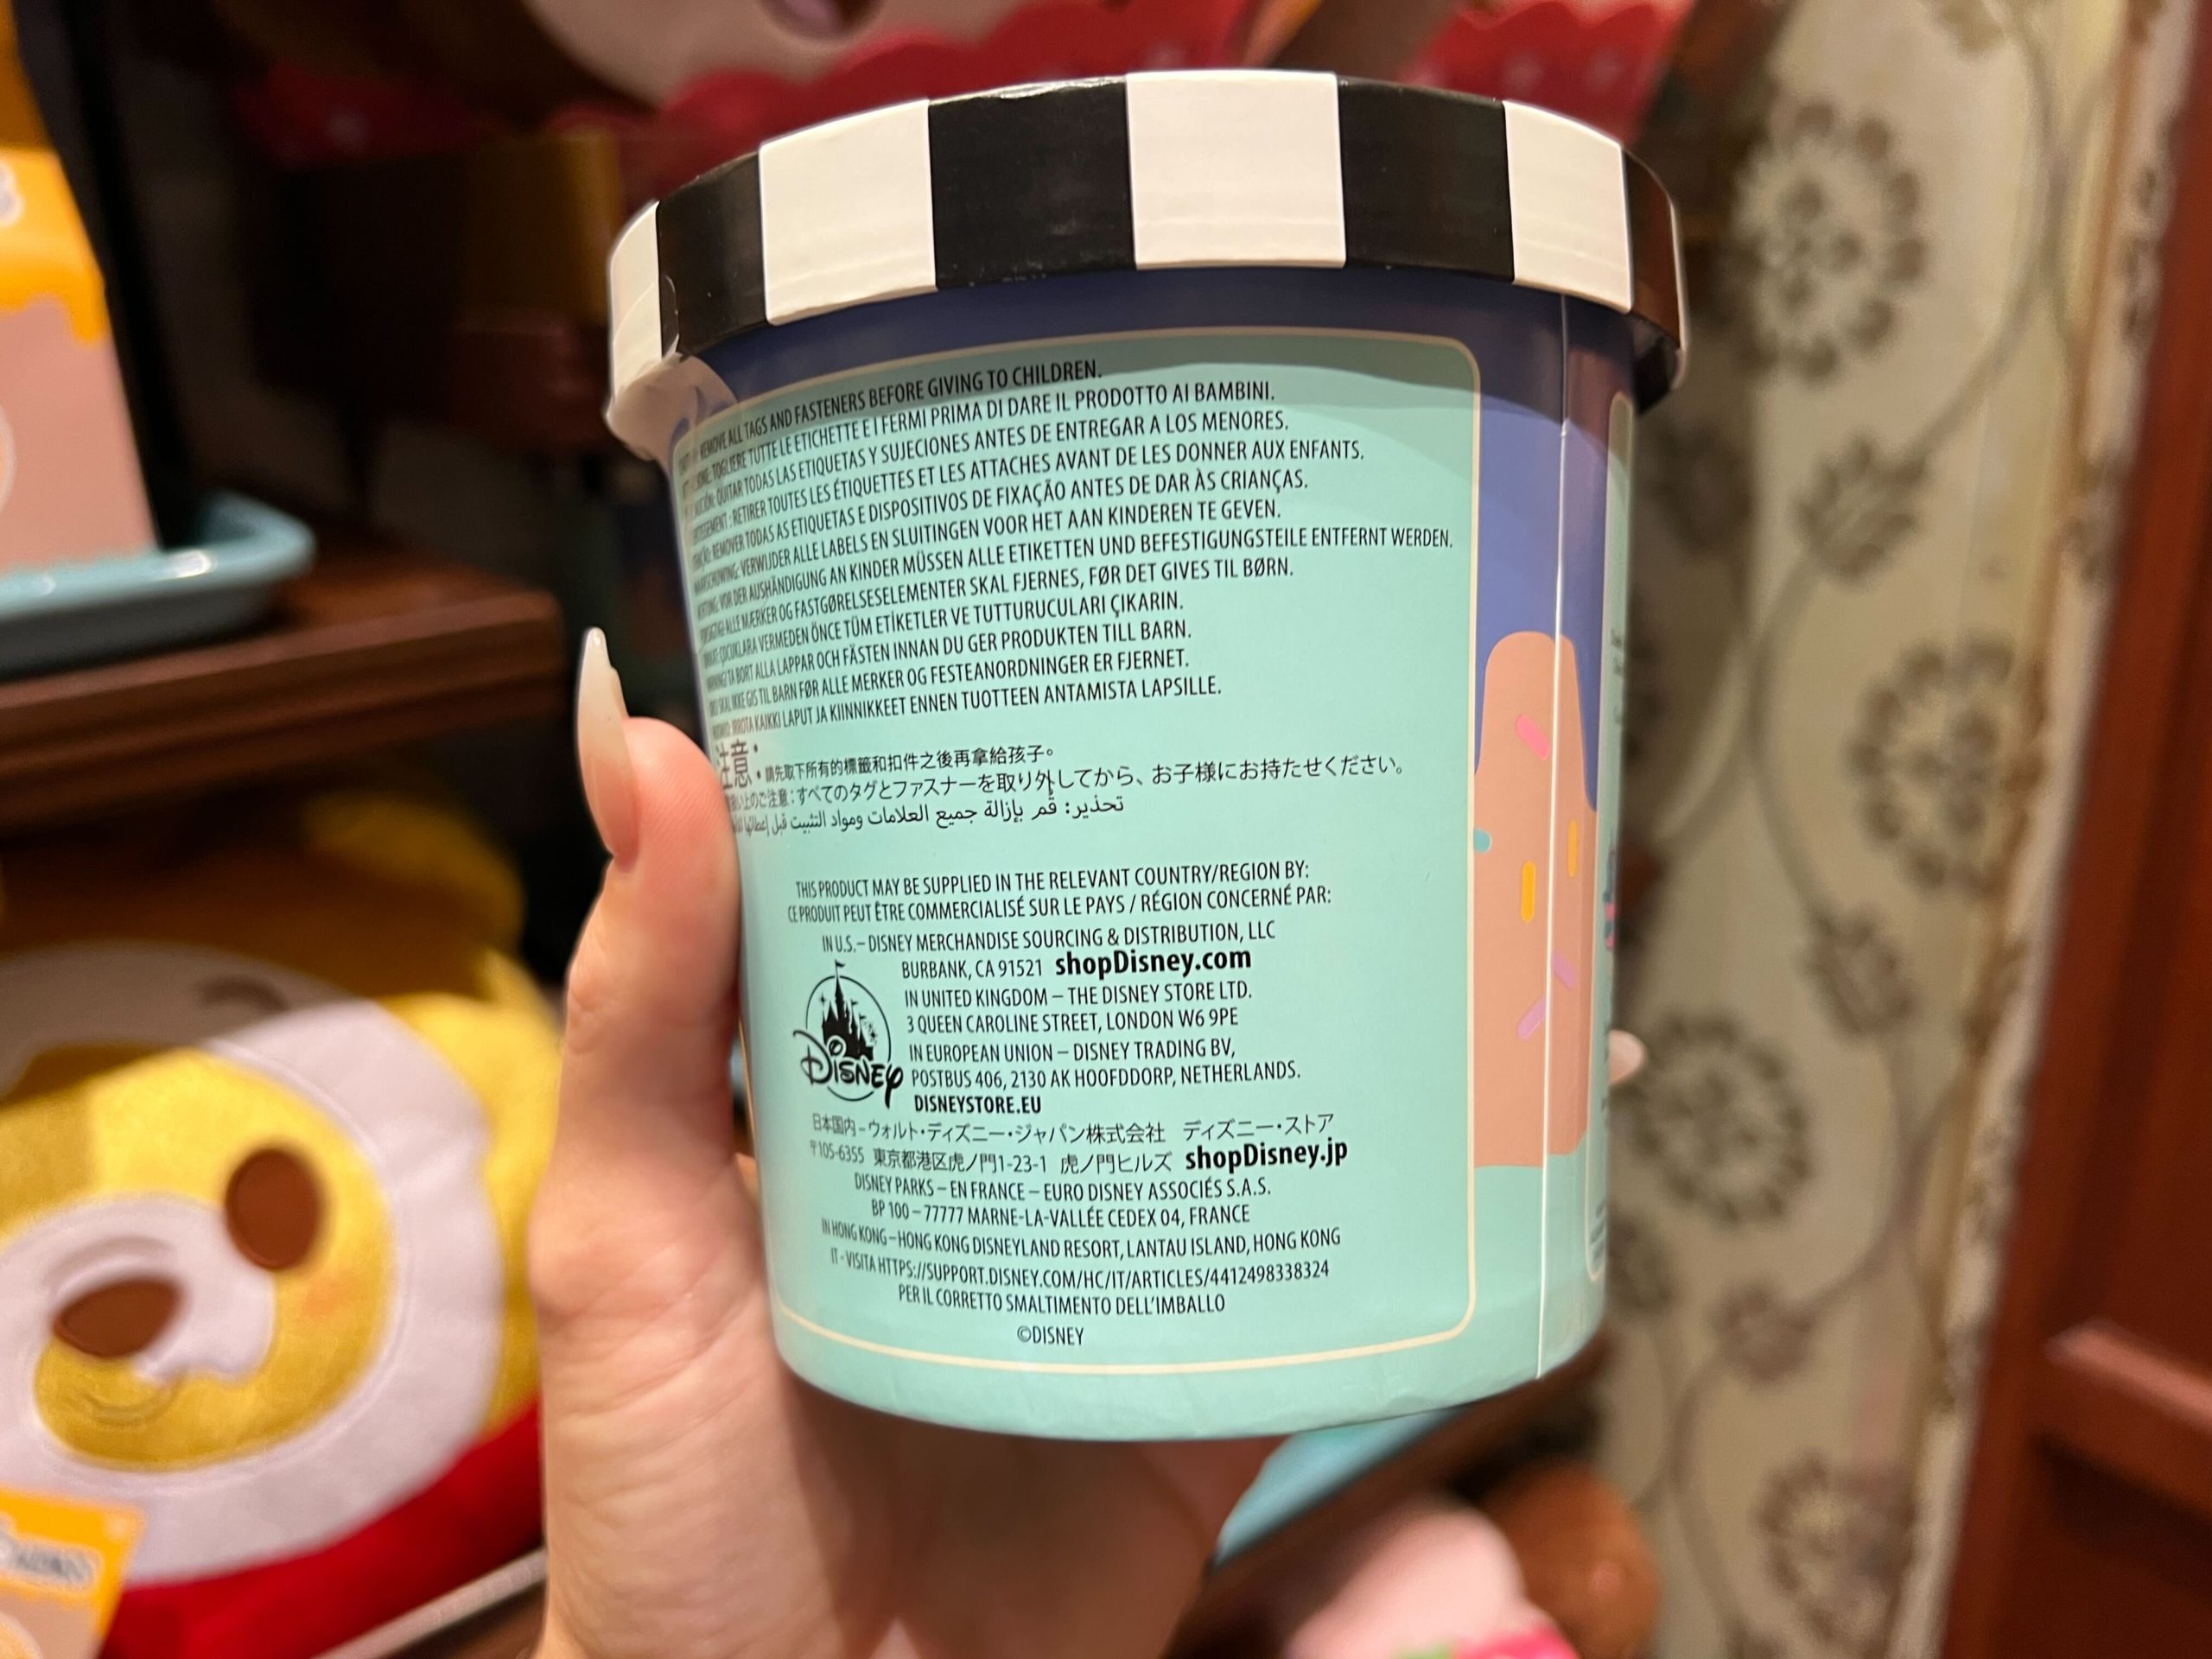 REMOVE ALL TAGS AND FASTENERS BEFORE GIVING TO CHILDREN.
TOGLIERE TUTTE LE ETICHETTE E I FERMI PRIMA DI DARE IL PRODOTTO AI BAMBINI.
QUITAR TODAS LAS ETIQUETAS Y SUJECIONES ANTES DE ENTREGAR A LOS MENORES.
RETIRER TOUTES LES ÉTIQUETTES ET LES ATTACHES AVANT DE LES DONNER AUX ENFANTS.
REMOVER TODAS AS ETIQUETAS E DISPOSITIVOS DE FIXAÇÃO ANTES DE DAR ÀS CRIANÇAS.
VERWIJDER ALLE LABELS EN SLUITINGEN VOOR HET AAN KINDEREN TE GEVEN.
VOR DER AUSHÄNDIGUNG AN KINDER MÜSSEN ALLE ETIKETTEN UND BEFESTIGUNGSTEILE ENTFERNT WERDEN.
ALLE MÆRKER OG FASTGØRELSESELEMENTER SKAL FJERNES, FØR DET GIVES TIL BØRN.
ÇOCUKLARA VERMEDEN ÖNCE TÜM ETİKETLER VE TUTTURUCULARI ÇIKARIN.
TA BORT ALLA LAPPAR OCH FÄSTEN INNAN DU GER PRODUKTEN TILL BARN.
SKAL IKKE GIS TIL BARN FØR ALLE MERKER OG FESTEANORDNINGER ER FJERNET.
IRROTA KAIKKI LAPUT JA KIINNIKKEET ENNEN TUOTTEEN ANTAMISTA LAPSILLE.
注意：請先取下所有的標籤和扣件之後再拿給孩子。
上のご注意：すべてのタグとファスナーを取り外してから、お子様にお持たせください。
تحذير: قم بإزالة جميع العلامات ومواد التثبيت قبل إعطائها
THIS PRODUCT MAY BE SUPPLIED IN THE RELEVANT COUNTRY/REGION BY:
CE PRODUIT PEUT ÊTRE COMMERCIALISÉ SUR LE PAYS / RÉGION CONCERNÉ PAR:
IN U.S.– DISNEY MERCHANDISE SOURCING & DISTRIBUTION, LLC
BURBANK, CA 91521 shopDisney.com
IN UNITED KINGDOM – THE DISNEY STORE LTD.
3 QUEEN CAROLINE STREET, LONDON W6 9PE
IN EUROPEAN UNION – DISNEY TRADING BV,
POSTBUS 406, 2130 AK HOOFDDORP, NETHERLANDS.
DISNEY
DISNEYSTORE.EU
日本国内 – ウォルト・ディズニー・ジャパン株式会社 ディズニー・ストア
〒105-6355 東京都港区虎ノ門1-23-1 虎ノ門ヒルズ shopDisney.jp
DISNEY PARKS – EN FRANCE – EURO DISNEY ASSOCIÉS S.A.S.
BP 100 – 77777 MARNE-LA-VALLÉE CEDEX 04, FRANCE
IN HONG KONG – HONG KONG DISNEYLAND RESORT, LANTAU ISLAND, HONG KONG
IT - VISITA HTTPS://SUPPORT.DISNEY.COM/HC/IT/ARTICLES/4412498338324
PER IL CORRETTO SMALTIMENTO DELL'IMBALLO
©DISNEY